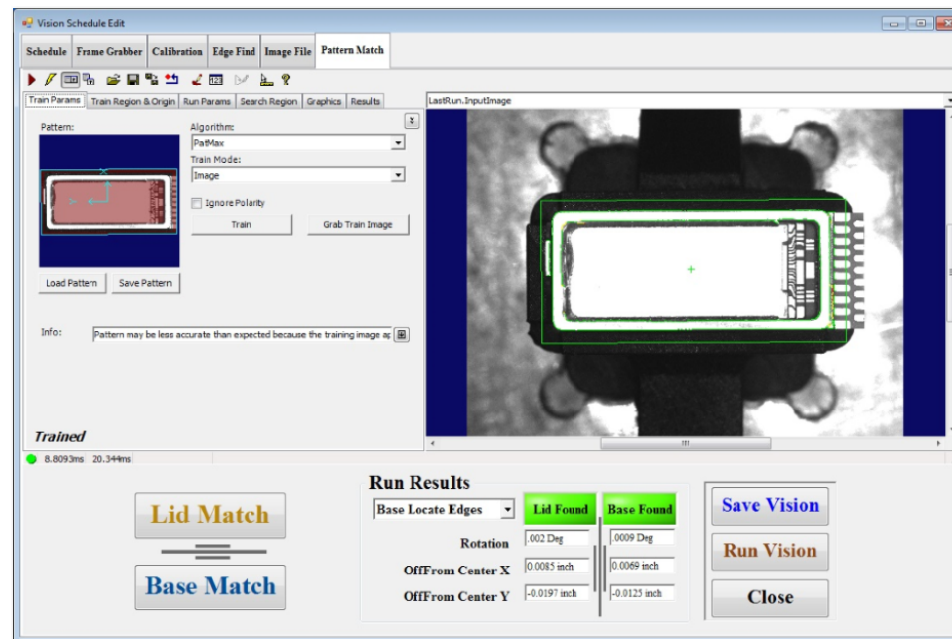 Vision Schedule Edit
Schedule Frame Grabber Calibration Edge Find Image File Pattern Match
Train Params Train Region & Origin Run Params Search Region Graphics Results
LastRun.InputImage
Pattern:
Algorithm:
PatMax
Train Mode:
Image
Ignore Polarity
Train Grab Train Image
Load Pattern Save Pattern
Info: Pattern may be less accurate than expected because the training image ap
Trained
8.8093ms 20.344ms
Lid Match
Base Match
Run Results
Base Locate Edges Lid Found Base Found
Rotation .002 Deg .0009 Deg
OffFrom Center X 0.0085 inch 0.0069 inch
OffFrom Center Y -0.0197 inch -0.0125 inch
Save Vision
Run Vision
Close